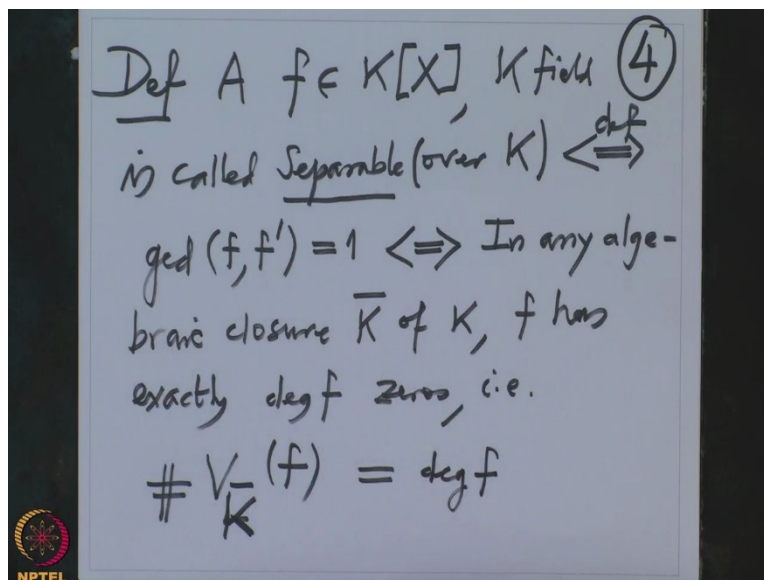 Def A f ∈ K[X], K field ④
is called Separable (over K) <=def=>
gcd (f, f') = 1 <=> In any alge-
braic closure K̄ of K, f has
exactly deg f zeros, i.e.
# V_K̄ (f) = deg f
NPTEL